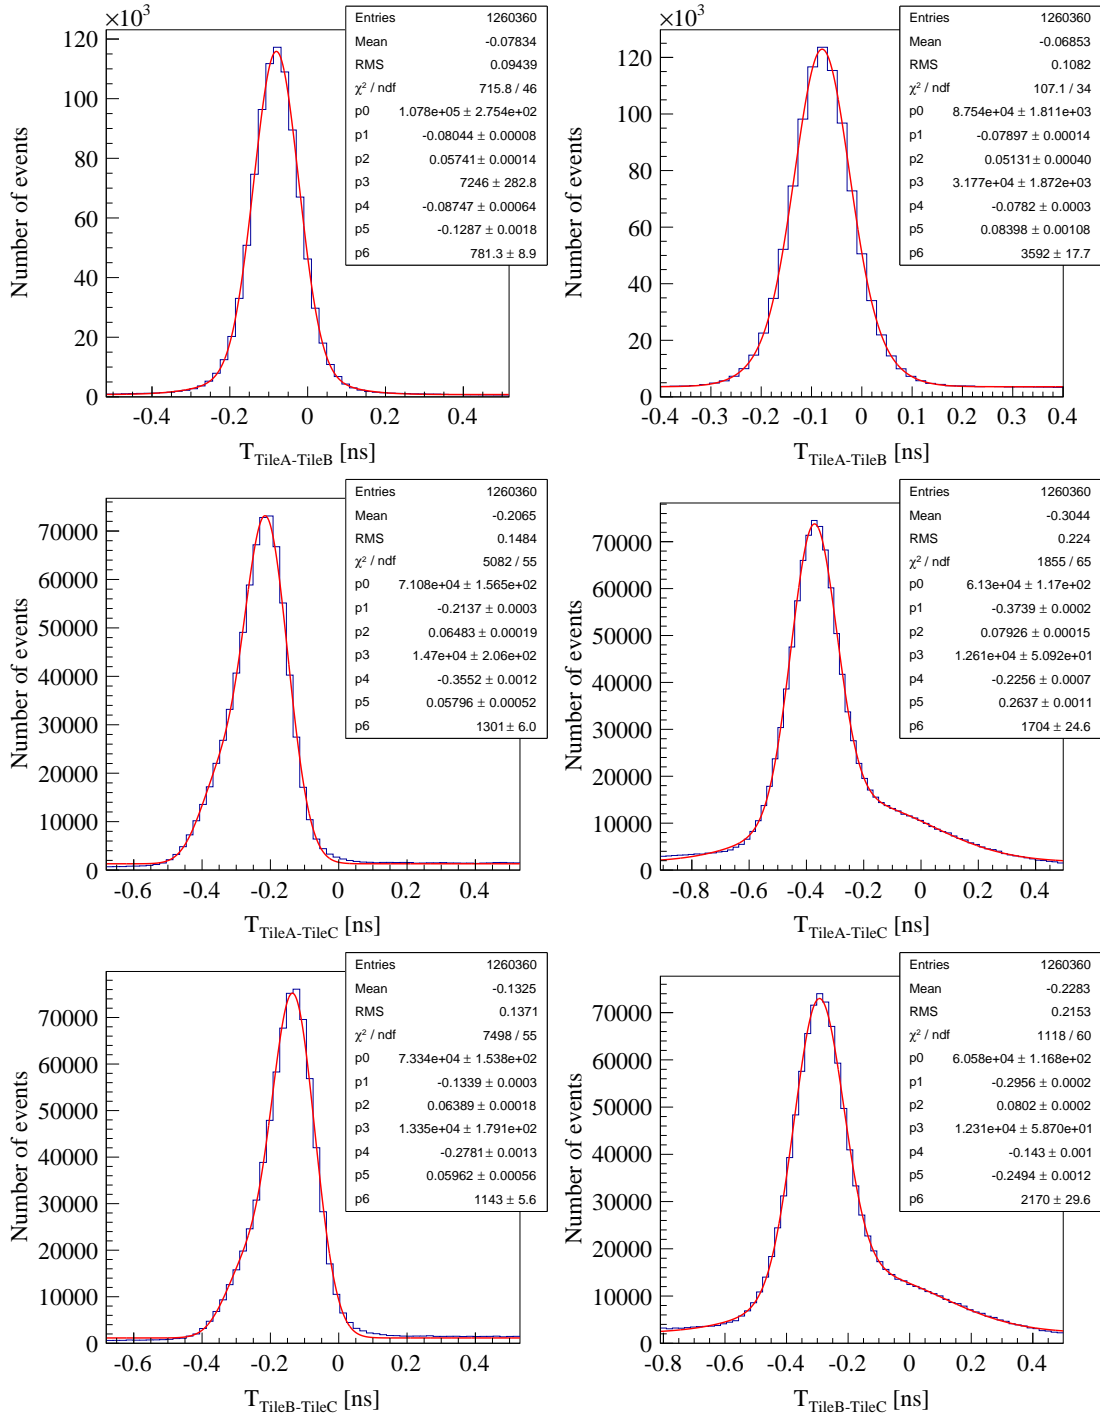 ×10³
Number of events
120
100
80
60
40
20
0
-0.4 -0.2 0 0.2 0.4
T_TileA-TileB [ns]
Entries 1260360
Mean -0.07834
RMS 0.09439
χ² / ndf 715.8 / 46
p0 1.078e+05 ± 2.754e+02
p1 -0.08044 ± 0.00008
p2 0.05741 ± 0.00014
p3 7246 ± 282.8
p4 -0.08747 ± 0.00064
p5 -0.1287 ± 0.0018
p6 781.3 ± 8.9
×10³
Number of events
120
100
80
60
40
20
0
-0.4 -0.3 -0.2 -0.1 0 0.1 0.2 0.3 0.4
T_TileA-TileB [ns]
Entries 1260360
Mean -0.06853
RMS 0.1082
χ² / ndf 107.1 / 34
p0 8.754e+04 ± 1.811e+03
p1 -0.07897 ± 0.00014
p2 0.05131 ± 0.00040
p3 3.177e+04 ± 1.872e+03
p4 -0.0782 ± 0.0003
p5 0.08398 ± 0.00108
p6 3592 ± 17.7
Number of events
70000
60000
50000
40000
30000
20000
10000
0
-0.6 -0.4 -0.2 0 0.2 0.4
T_TileA-TileC [ns]
Entries 1260360
Mean -0.2065
RMS 0.1484
χ² / ndf 5082 / 55
p0 7.108e+04 ± 1.565e+02
p1 -0.2137 ± 0.0003
p2 0.06483 ± 0.00019
p3 1.47e+04 ± 2.06e+02
p4 -0.3552 ± 0.0012
p5 0.05796 ± 0.00052
p6 1301 ± 6.0
Number of events
70000
60000
50000
40000
30000
20000
10000
0
-0.8 -0.6 -0.4 -0.2 0 0.2 0.4
T_TileA-TileC [ns]
Entries 1260360
Mean -0.3044
RMS 0.224
χ² / ndf 1855 / 65
p0 6.13e+04 ± 1.17e+02
p1 -0.3739 ± 0.0002
p2 0.07926 ± 0.00015
p3 1.261e+04 ± 5.092e+01
p4 -0.2256 ± 0.0007
p5 0.2637 ± 0.0011
p6 1704 ± 24.6
Number of events
70000
60000
50000
40000
30000
20000
10000
0
-0.6 -0.4 -0.2 0 0.2 0.4
T_TileB-TileC [ns]
Entries 1260360
Mean -0.1325
RMS 0.1371
χ² / ndf 7498 / 55
p0 7.334e+04 ± 1.538e+02
p1 -0.1339 ± 0.0003
p2 0.06389 ± 0.00018
p3 1.335e+04 ± 1.791e+02
p4 -0.2781 ± 0.0013
p5 0.05962 ± 0.00056
p6 1143 ± 5.6
Number of events
70000
60000
50000
40000
30000
20000
10000
0
-0.8 -0.6 -0.4 -0.2 0 0.2 0.4
T_TileB-TileC [ns]
Entries 1260360
Mean -0.2283
RMS 0.2153
χ² / ndf 1118 / 60
p0 6.058e+04 ± 1.168e+02
p1 -0.2956 ± 0.0002
p2 0.0802 ± 0.0002
p3 1.231e+04 ± 5.870e+01
p4 -0.143 ± 0.001
p5 -0.2494 ± 0.0012
p6 2170 ± 29.6